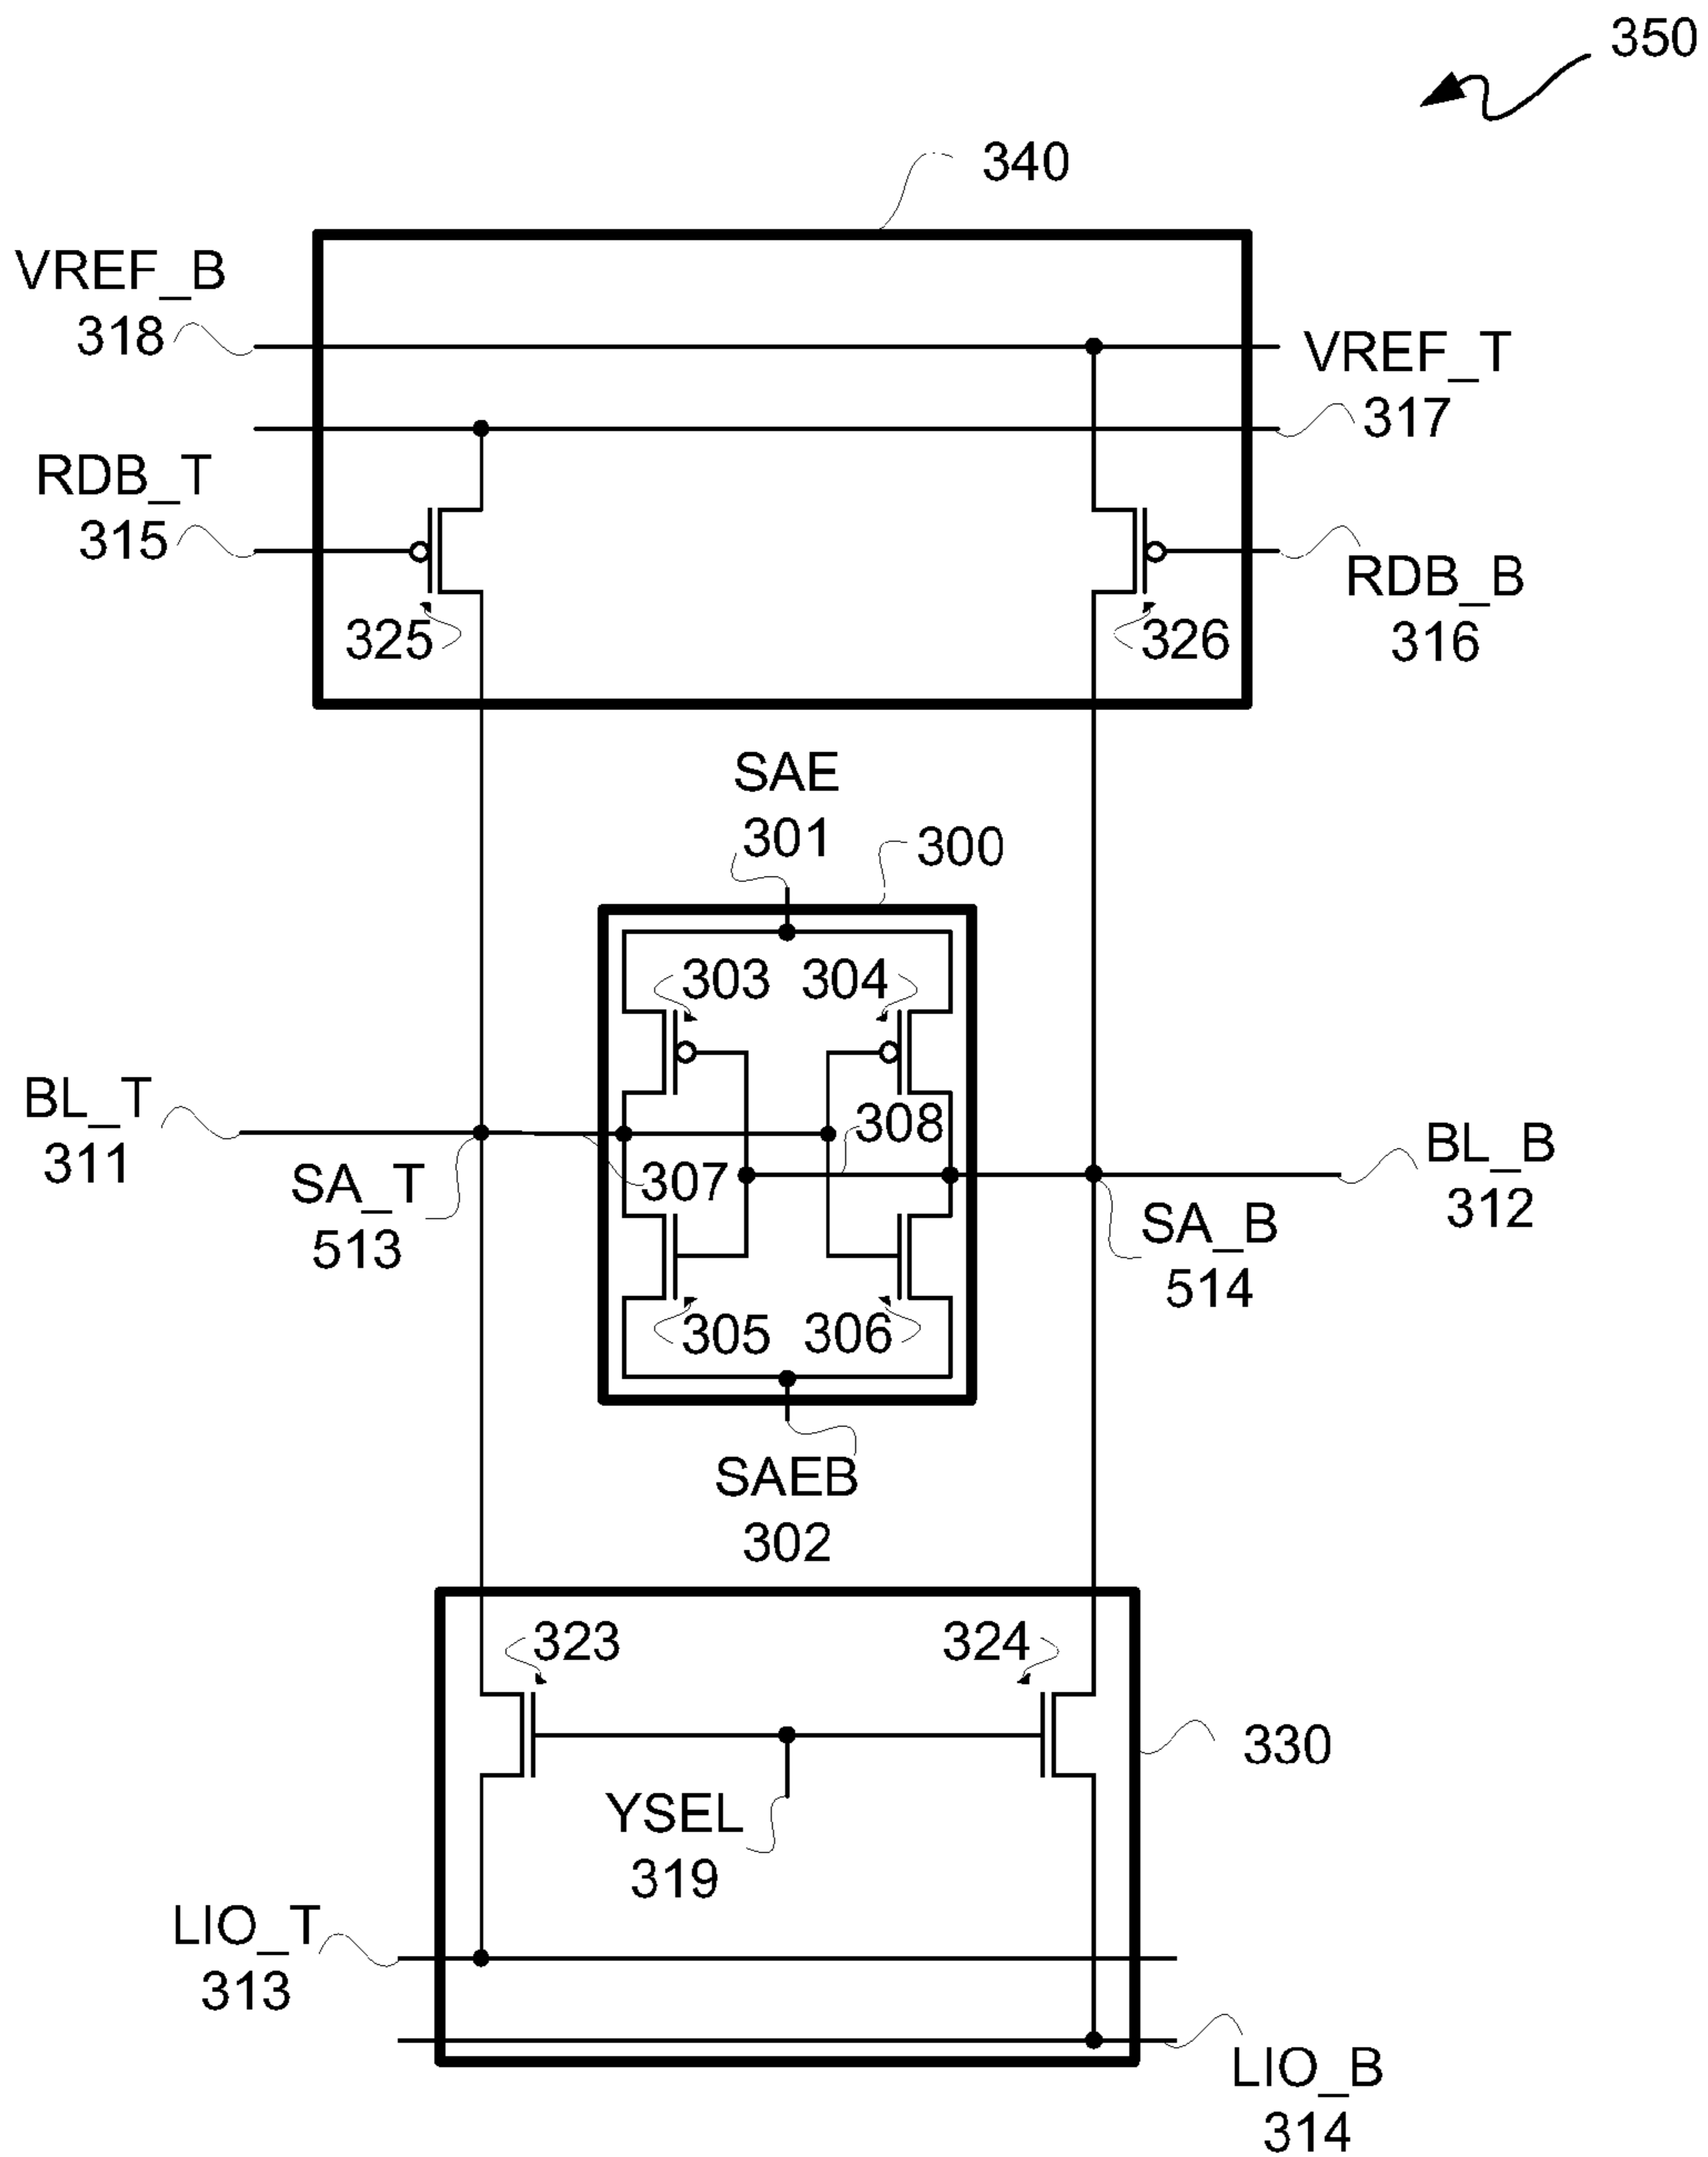 350
340
VREF_B
318
VREF_T
317
RDB_T
315
RDB_B
316
325
326
SAE
301
300
303
304
BL_T
311
308
307
SA_T
513
BL_B
312
SA_B
514
305
306
SAEB
302
323
324
330
YSEL
319
LIO_T
313
LIO_B
314